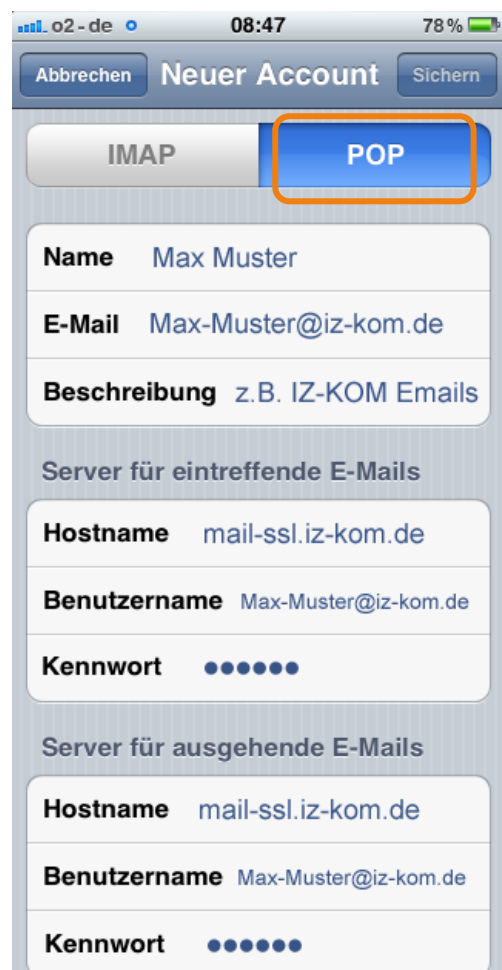 o2-de 08:47 78%
Abbrechen Neuer Account Sichern
IMAP POP
Name Max Muster
E-Mail Max-Muster@iz-kom.de
Beschreibung z.B. IZ-KOM Emails
Server für eintreffende E-Mails
Hostname mail-ssl.iz-kom.de
Benutzername Max-Muster@iz-kom.de
Kennwort ●●●●●●
Server für ausgehende E-Mails
Hostname mail-ssl.iz-kom.de
Benutzername Max-Muster@iz-kom.de
Kennwort ●●●●●●